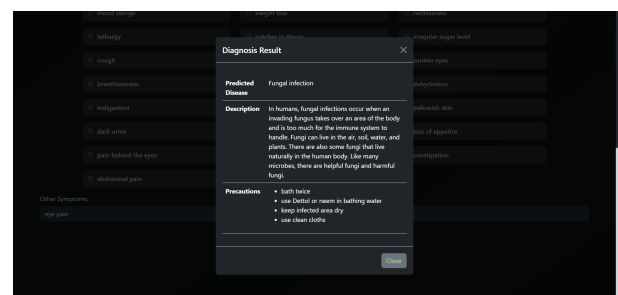 mood swings
weight loss
restlessness
lethargy
patches in throat
irregular sugar level
Diagnosis Result
cough
sunken eyes
Predicted Disease
Fungal infection
breathlessness
dehydration
Description
In humans, fungal infections occur when an
invading fungus takes over an area of the body
and is too much for the immune system to
handle. Fungi can live in the air, soil, water, and
plants. There are also some fungi that live
naturally in the human body. Like many
microbes, there are helpful fungi and harmful
fungi.
indigestion
yellowish skin
dark urine
loss of appetite
pain behind the eyes
constipation
abdominal pain
Precautions
bath twice
use Dettol or neem in bathing water
keep infected area dry
use clean cloths
Other Symptoms:
eye pain
Close